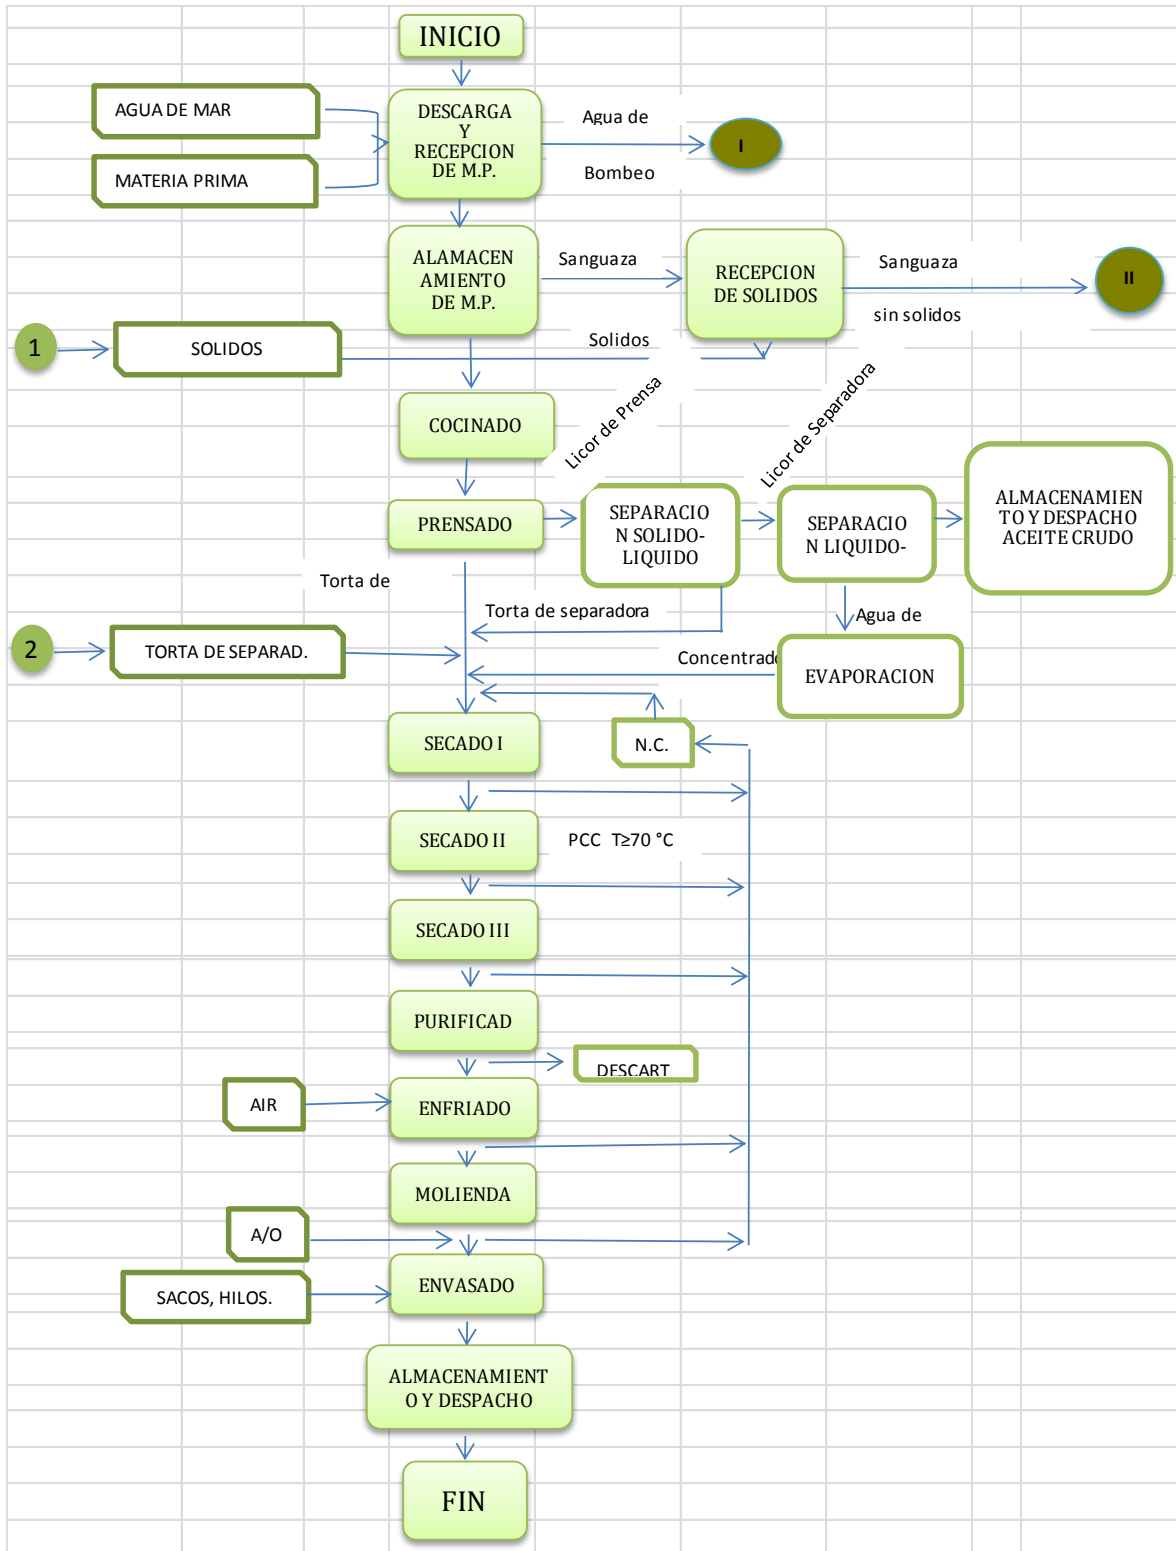 INICIO
AGUA DE MAR
MATERIA PRIMA
DESCARGA
Y
RECEPCION
DE M.P.
Agua de
Bombeo
I
ALAMACEN
AMIENTO
DE M.P.
Sanguaza
RECEPCION
DE SOLIDOS
Sanguaza
sin solidos
II
1
SOLIDOS
Solidos
COCINADO
Licor de Prensa
Licor de Separadora
PRENSADO
SEPARACIO
N SOLIDO-
LIQUIDO
SEPARACIO
N LIQUIDO-
ALMACENAMIEN
TO Y DESPACHO
ACEITE CRUDO
Torta de
Torta de separadora
Agua de
2
TORTA DE SEPARAD.
Concentrado
EVAPORACION
SECADO I
N.C.
SECADO II
PCC T≥70 °C
SECADO III
PURIFICAD
DESCART
AIR
ENFRIADO
MOLIENDA
A/O
SACOS, HILOS.
ENVASADO
ALMACENAMIENT
O Y DESPACHO
FIN